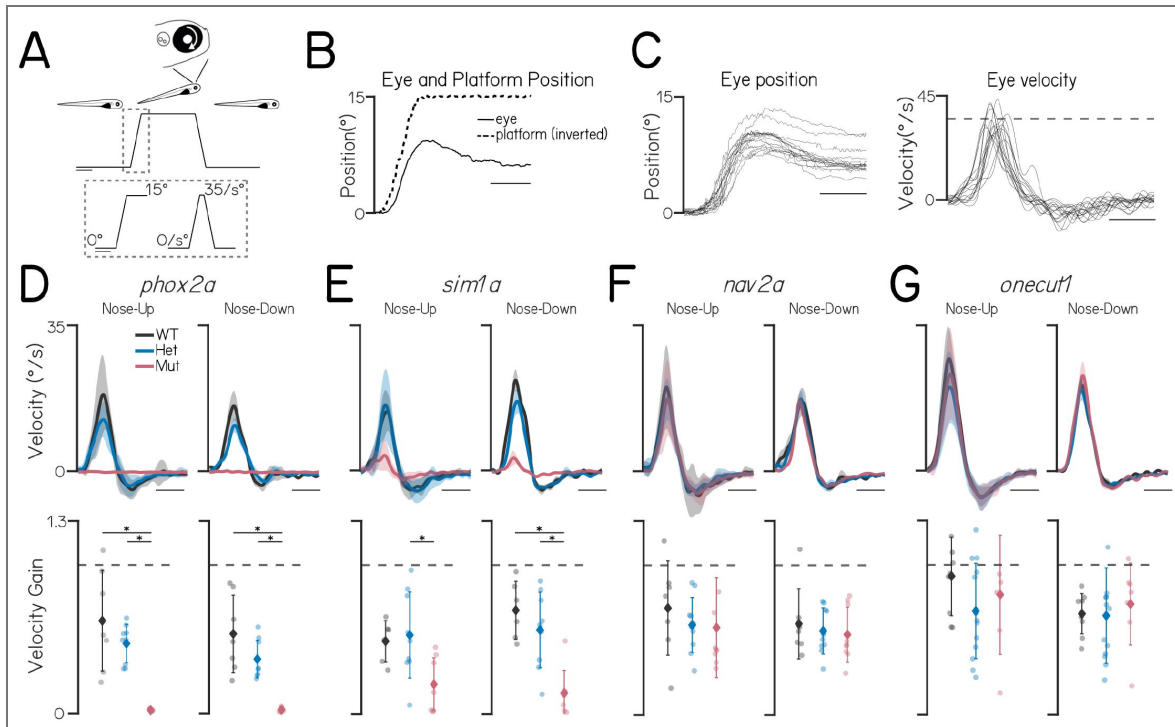 A
15°
35/s°
0°
0/s°
B
Eye and Platform Position
15
Position(°)
0
eye
platform (inverted)
C
Eye position
15
Position(°)
0
Eye velocity
45
Velocity(°/s)
0
D
phox2a
Nose-Up
Nose-Down
35
Velocity (°/s)
0
WT
Het
Mut
E
sim1a
Nose-Up
Nose-Down
F
nav2a
Nose-Up
Nose-Down
G
onecut1
Nose-Up
Nose-Down
1.3
Velocity Gain
0
*
*
*
*
*
*
*